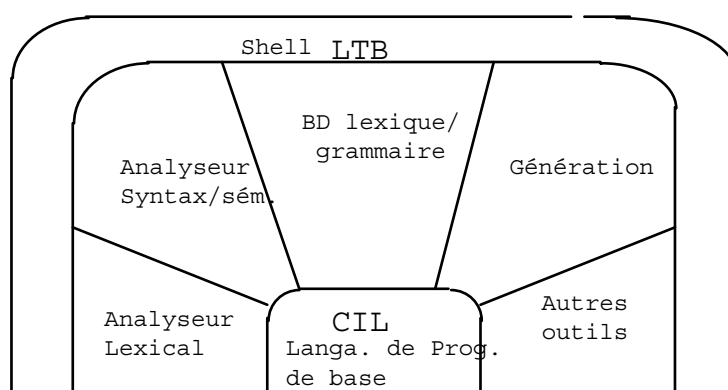 Shell LTB
BD lexique/
grammaire
Analyseur
Syntax/sém.
Génération
Analyseur
Lexical
CIL
Langa. de Prog.
de base
Autres
outils